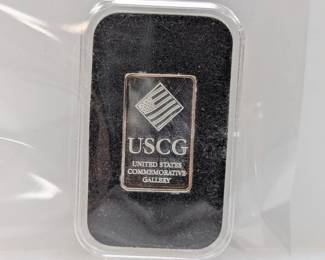 USCG
UNITED STATES
COMMEMORATIVE
GALLERY